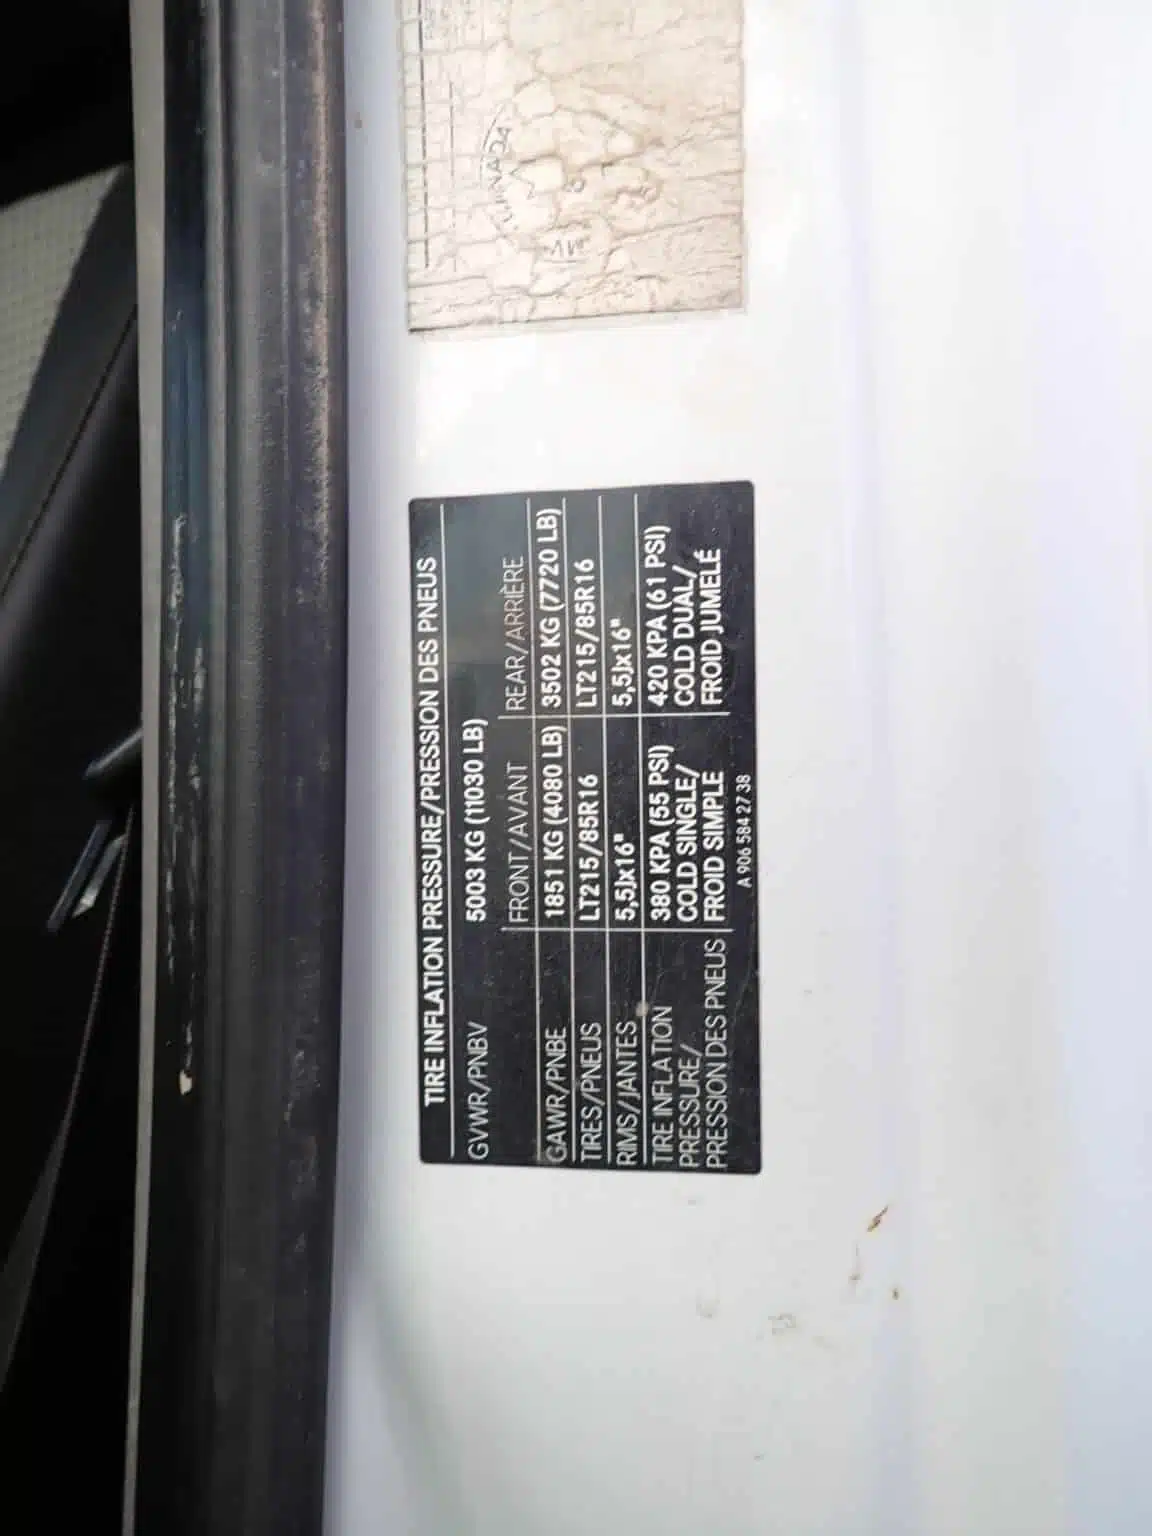 TIRE INFLATION PRESSURE/PRESSION DES PNEUS
GVWR/PNBV 5003 KG (11030 LB)
FRONT/AVANT REAR/ARRIÈRE
GAWR/PNBE 1851 KG (4080 LB) 3502 KG (7720 LB)
TIRES/PNEUS LT215/85R16 LT215/85R16
RIMS/JANTES 5,5Jx16" 5,5Jx16"
TIRE INFLATION 380 KPA (55 PSI) 420 KPA (61 PSI)
PRESSURE/ COLD SINGLE/ COLD DUAL/
PRESSION DES PNEUS FROID SIMPLE FROID JUMELÉ
A 906 584 27 38